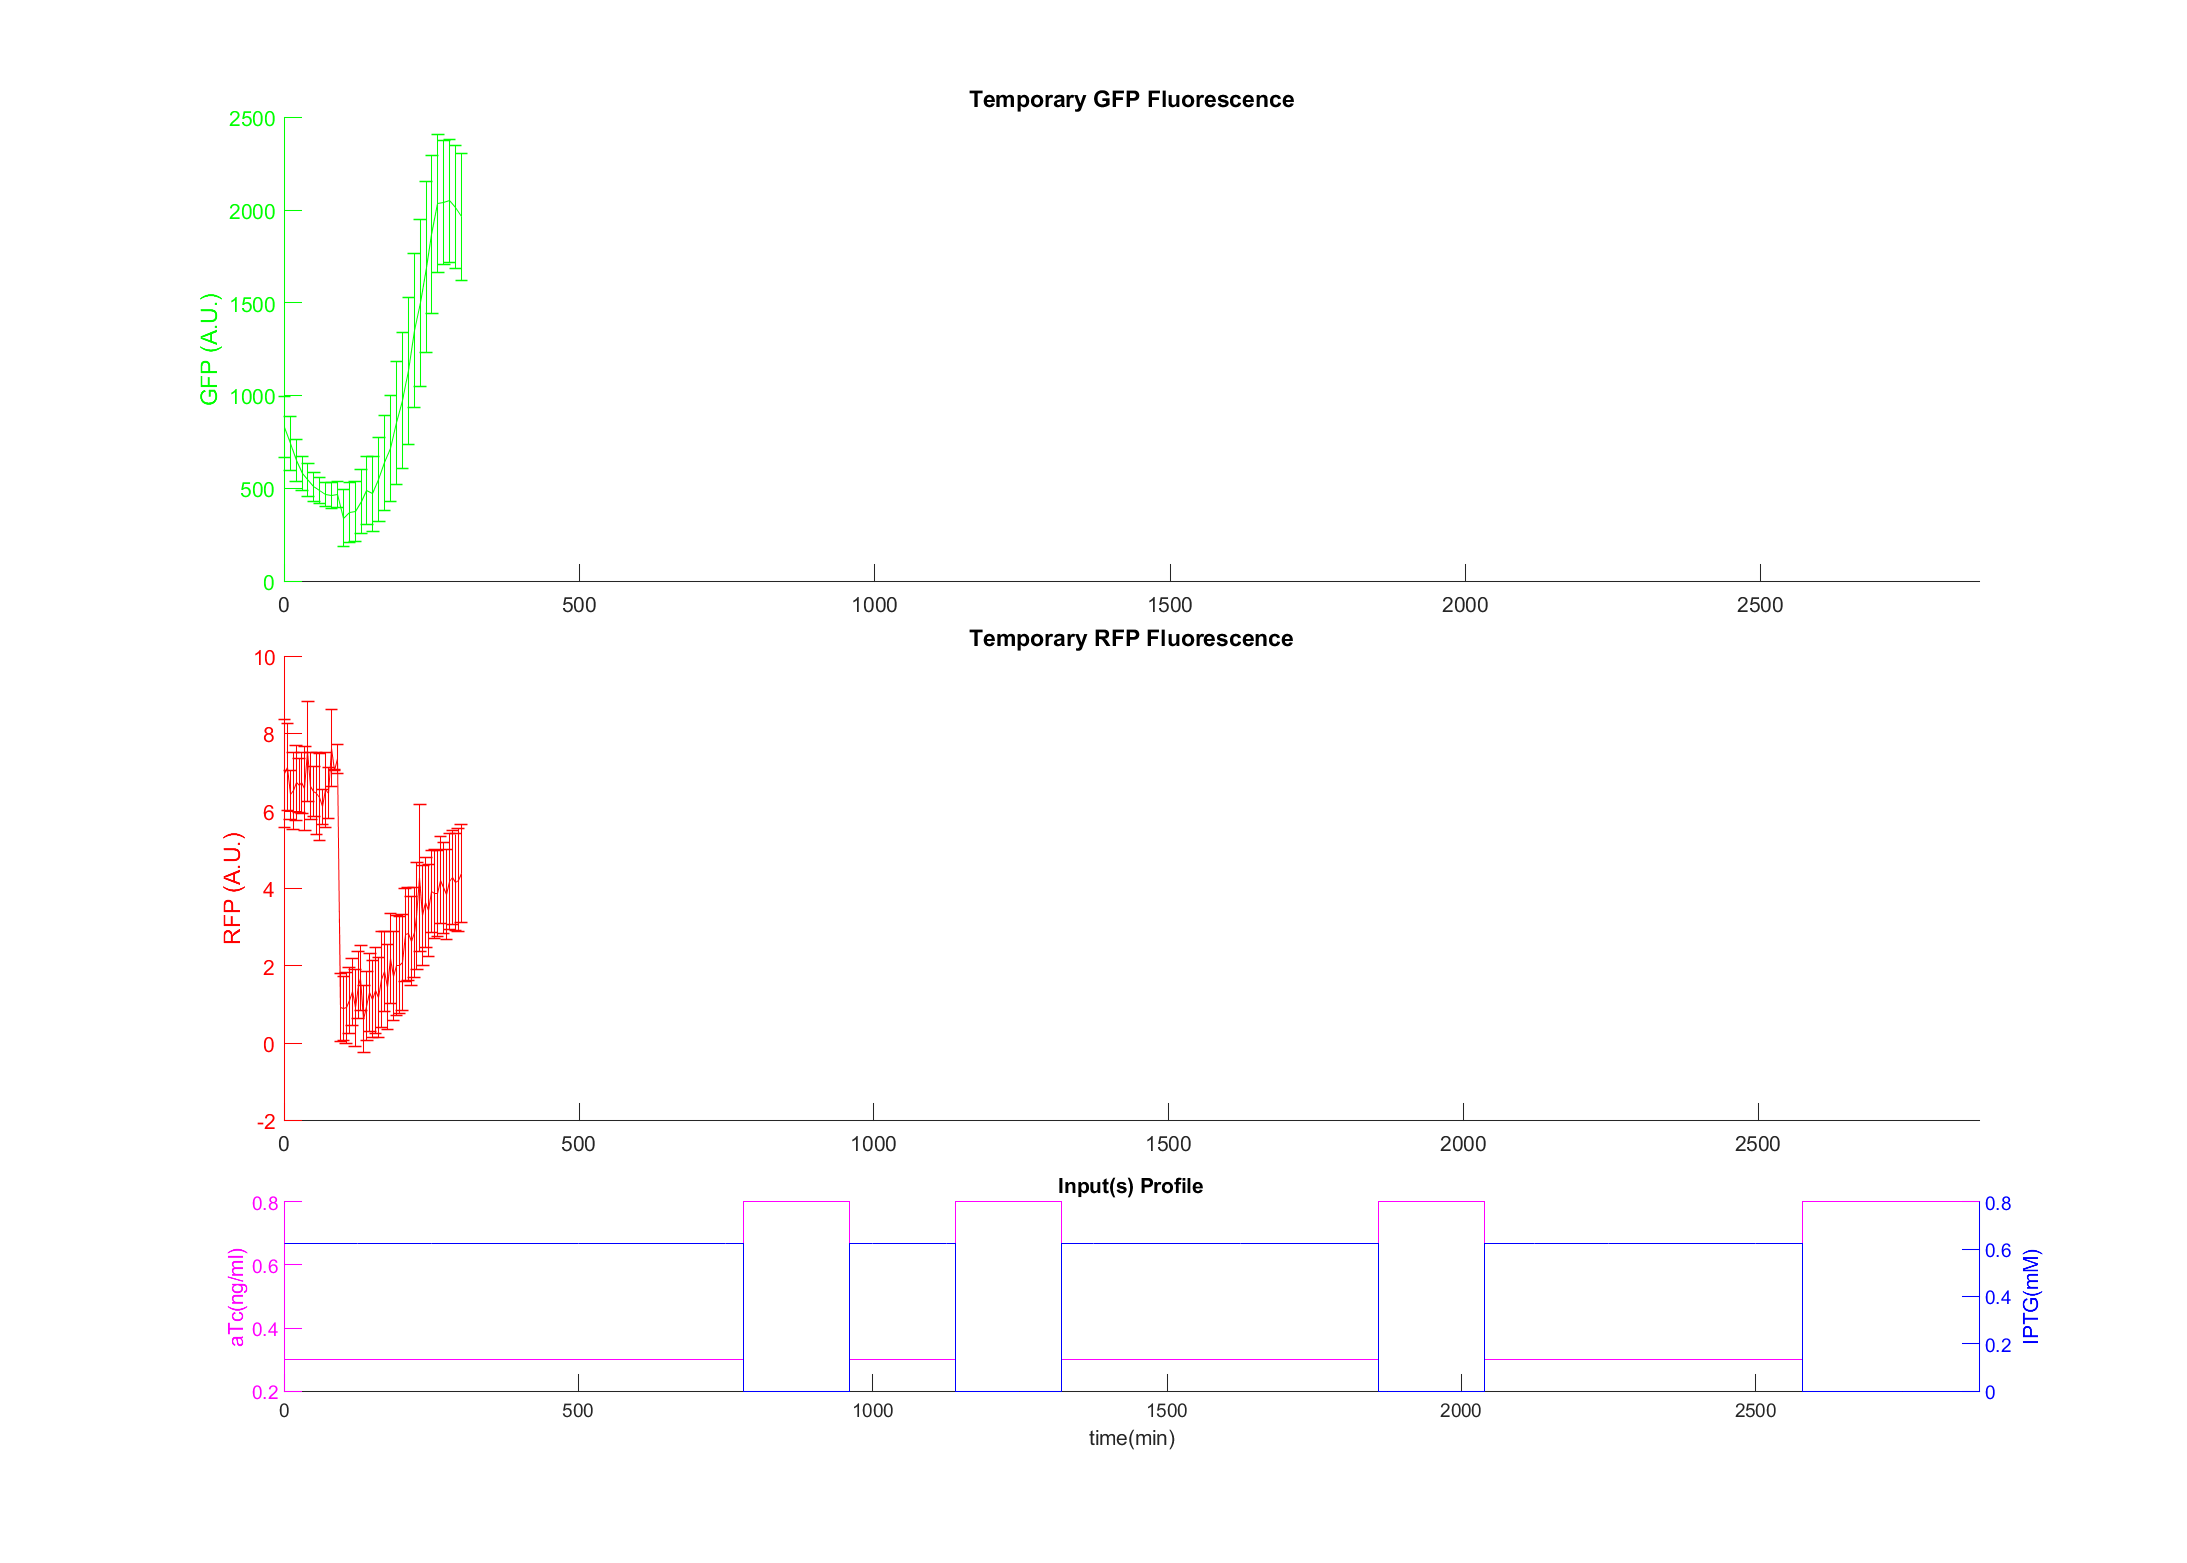 Temporary GFP Fluorescence
2500
2000
1500
1000
500
0
GFP (A.U.)
0 500 1000 1500 2000 2500
Temporary RFP Fluorescence
10
8
6
4
2
0
-2
RFP (A.U.)
0 500 1000 1500 2000 2500
Input(s) Profile
0.8
0.6
0.4
0.2
aTc(ng/ml)
0.8
0.6
0.4
0.2
0
IPTG(mM)
0 500 1000 1500 2000 2500
time(min)